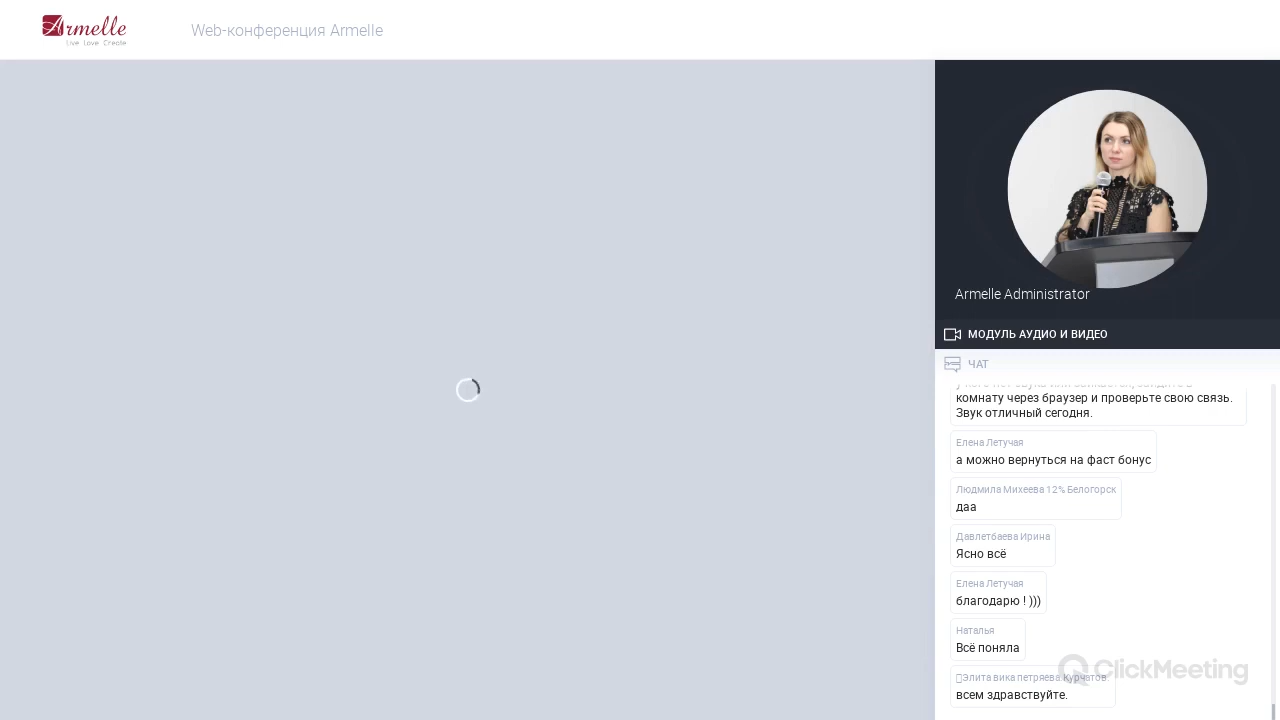 Armelle
Live Love Create
Web-конференция Armelle
Armelle Administrator
МОДУЛЬ АУДИО И ВИДЕО
ЧАТ
комнату через браузер и проверьте свою связь.
Звук отличный сегодня.
Елена Летучая
а можно вернуться на фаст бонус
Людмила Михеева 12% Белогорск
даа
Давлетбаева Ирина
Ясно всё
Елена Летучая
благодарю ! )))
Наталья
Всё поняла
Элита вика петряева.Курчатов.
всем здравствуйте.
ClickMeeting